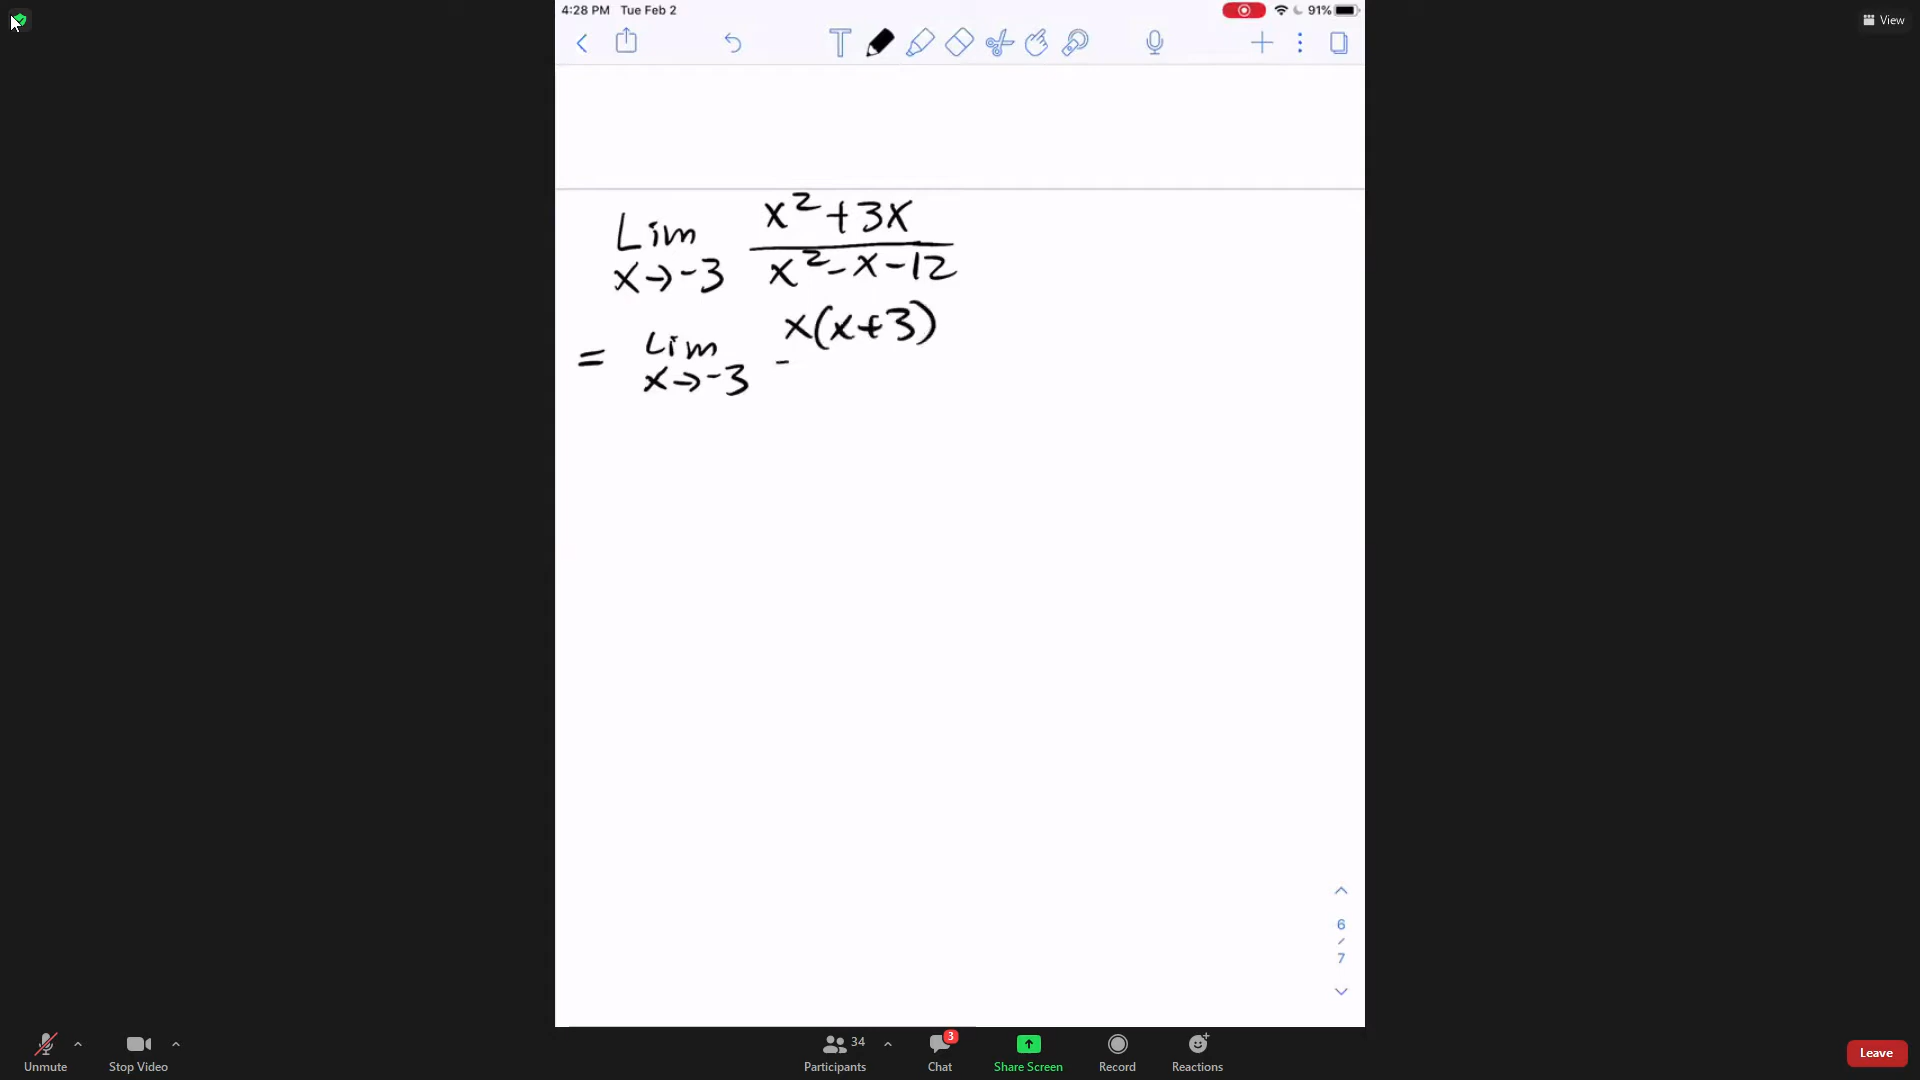 4:28 PM Tue Feb 2 91%
View
T
Lim x²+3x
x→-3 x²-x-12
= Lim x(x+3)
x→-3 -
6
/
7
Unmute
Stop Video
34
Participants
3
Chat
Share Screen
Record
Reactions
Leave